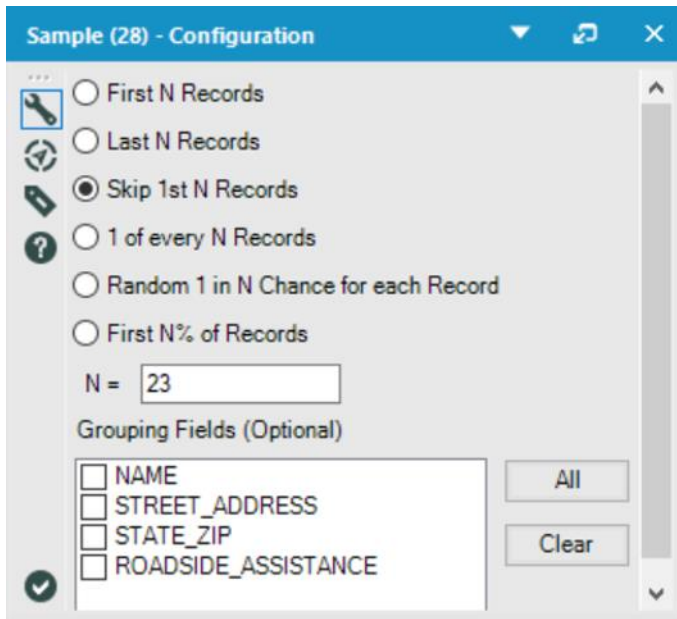 Sample (28) - Configuration
First N Records
Last N Records
Skip 1st N Records
1 of every N Records
Random 1 in N Chance for each Record
First N% of Records
N = 23
Grouping Fields (Optional)
NAME
STREET_ADDRESS
STATE_ZIP
ROADSIDE_ASSISTANCE
All
Clear